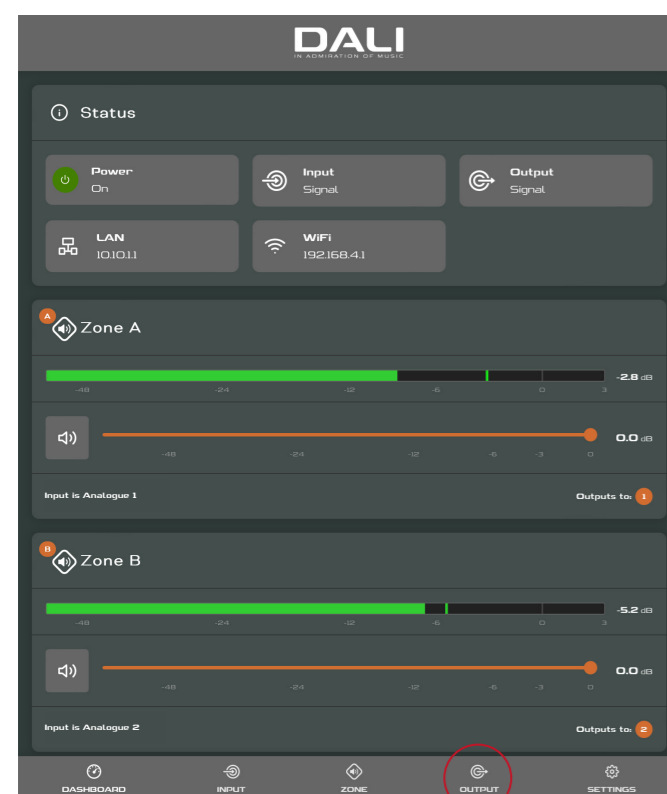 DALI
IN ADMIRATION OF MUSIC
Status
Power
On
Input
Signal
Output
Signal
LAN
10.10.1.1
WiFi
192.168.4.1
A
Zone A
-2.8 dB
-48 -24 -12 -6 0 3
0.0 dB
-48 -24 -12 -6 -3 0
Input is Analogue 1 Outputs to: 1
B
Zone B
-5.2 dB
-48 -24 -12 -6 0 3
0.0 dB
-48 -24 -12 -6 -3 0
Input is Analogue 2 Outputs to: 2
DASHBOARD INPUT ZONE OUTPUT SETTINGS